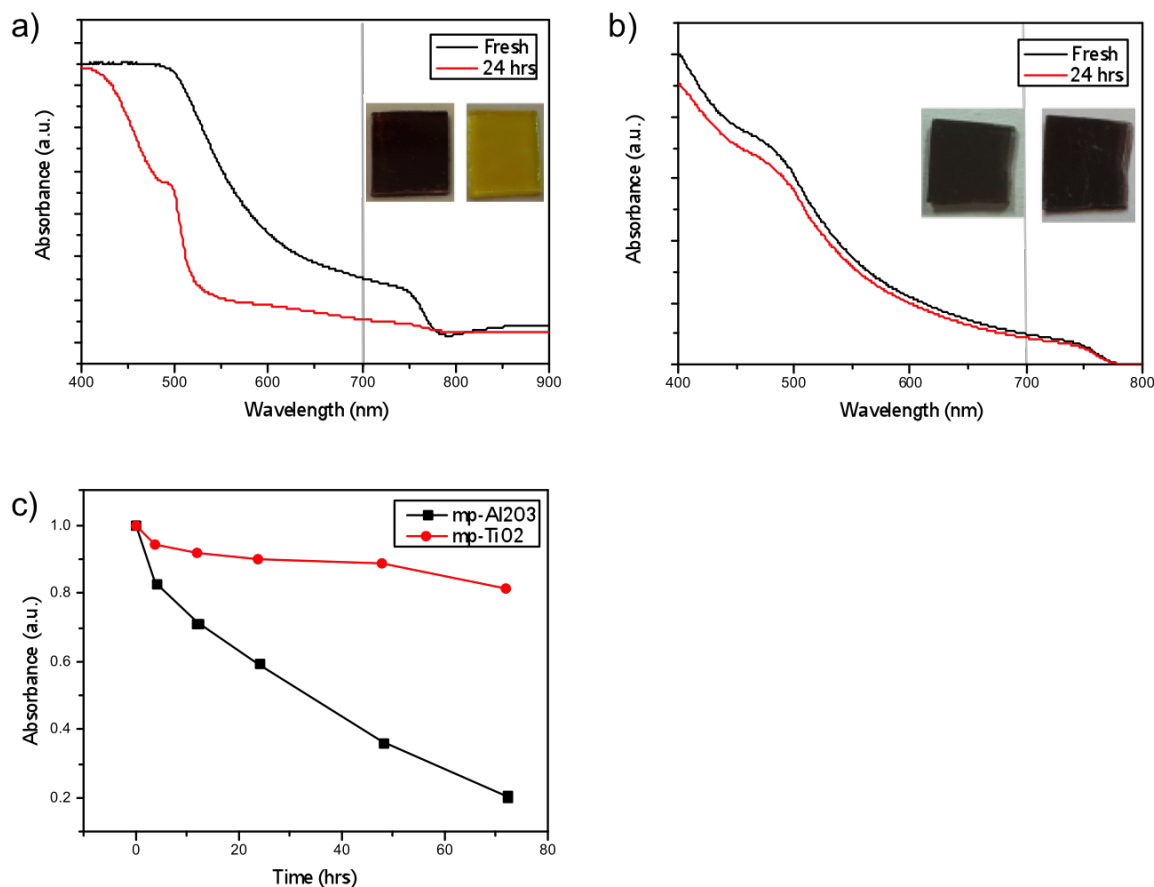 a)
Fresh
24 hrs
Absorbance (a.u.)
400 500 600 700 800 900
Wavelength (nm)
b)
Fresh
24 hrs
Absorbance (a.u.)
400 500 600 700 800
Wavelength (nm)
c)
mp-Al2O3
mp-TiO2
1.0
0.8
0.6
0.4
0.2
Absorbance (a.u.)
0 20 40 60 80
Time (hrs)